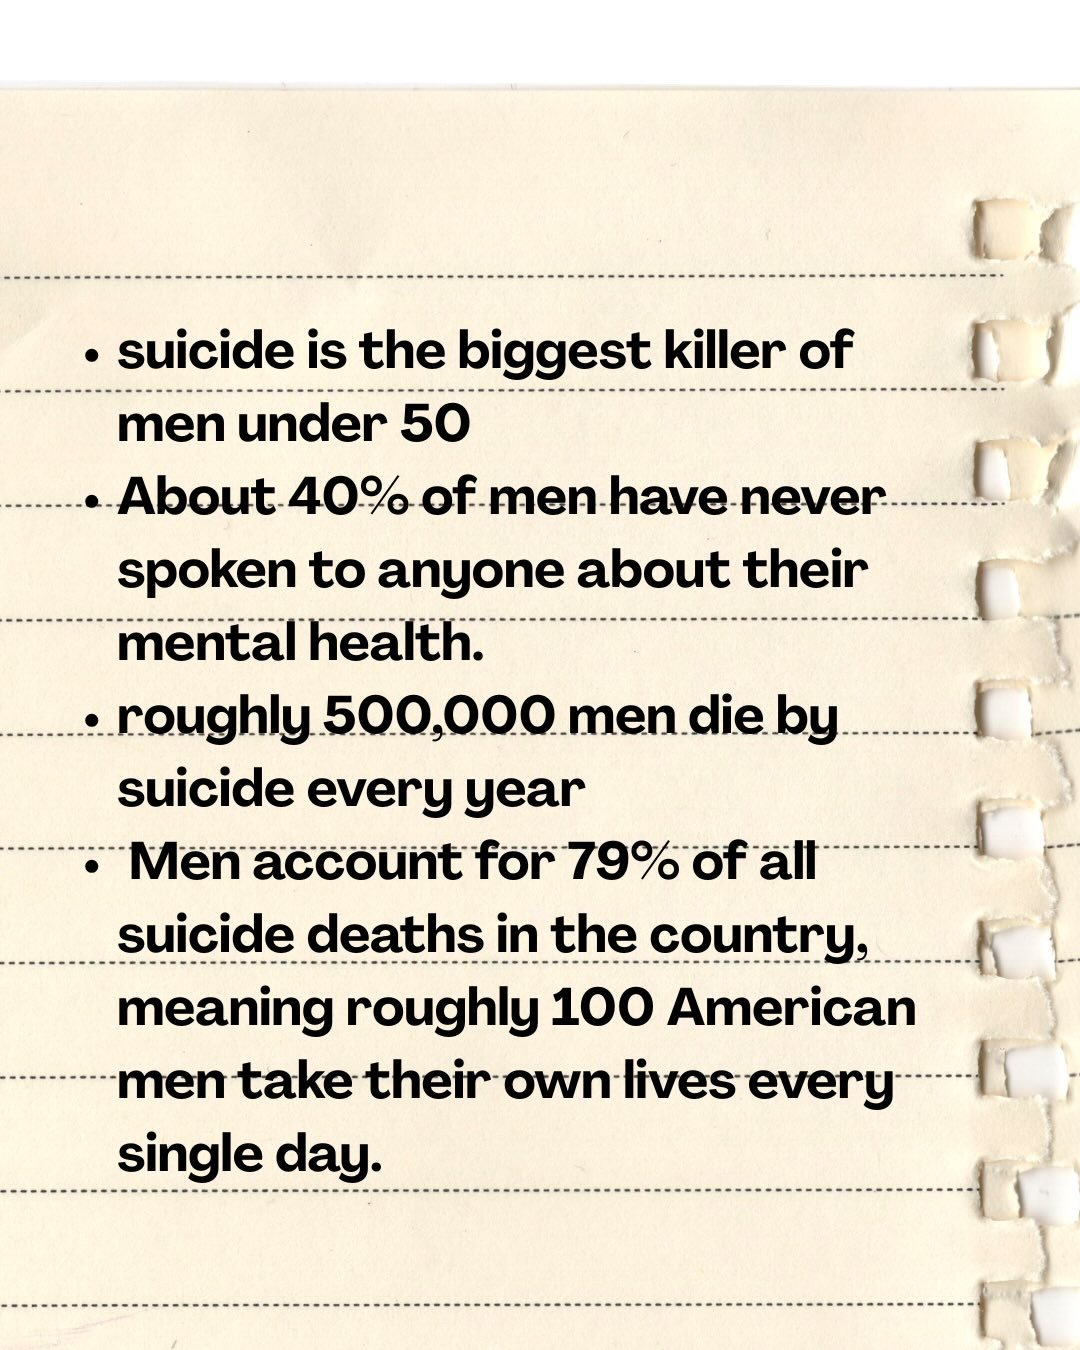 • suicide is the biggest killer of
men under 50
• About 40% of men have never
spoken to anyone about their
mental health.
• roughly 500,000 men die by
suicide every year
• Men account for 79% of all
suicide deaths in the country,
meaning roughly 100 American
men take their own lives every
single day.